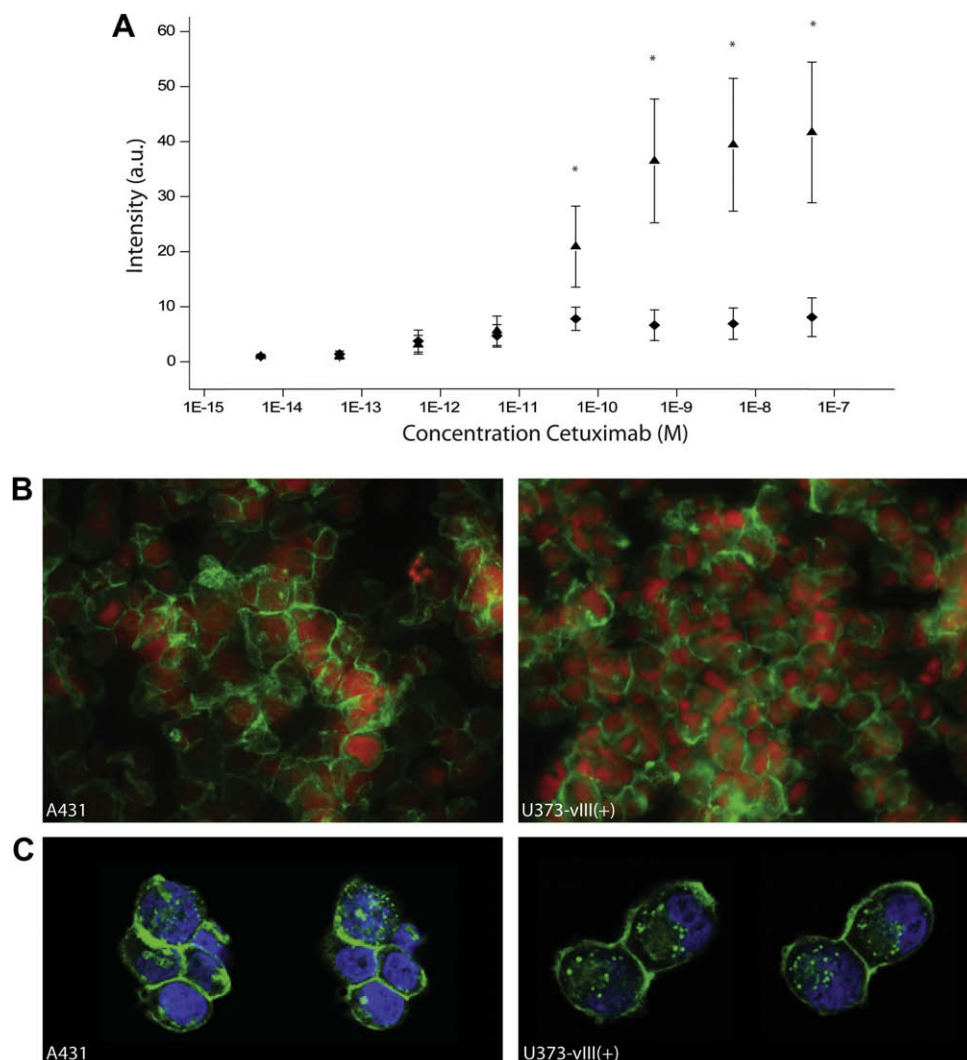 A
60
50
40
30
20
10
0
Intensity (a.u.)
* * * *
1E-15 1E-14 1E-13 1E-12 1E-11 1E-10 1E-9 1E-8 1E-7
Concentration Cetuximab (M)
B
A431
U373-vIII(+)
C
A431
U373-vIII(+)